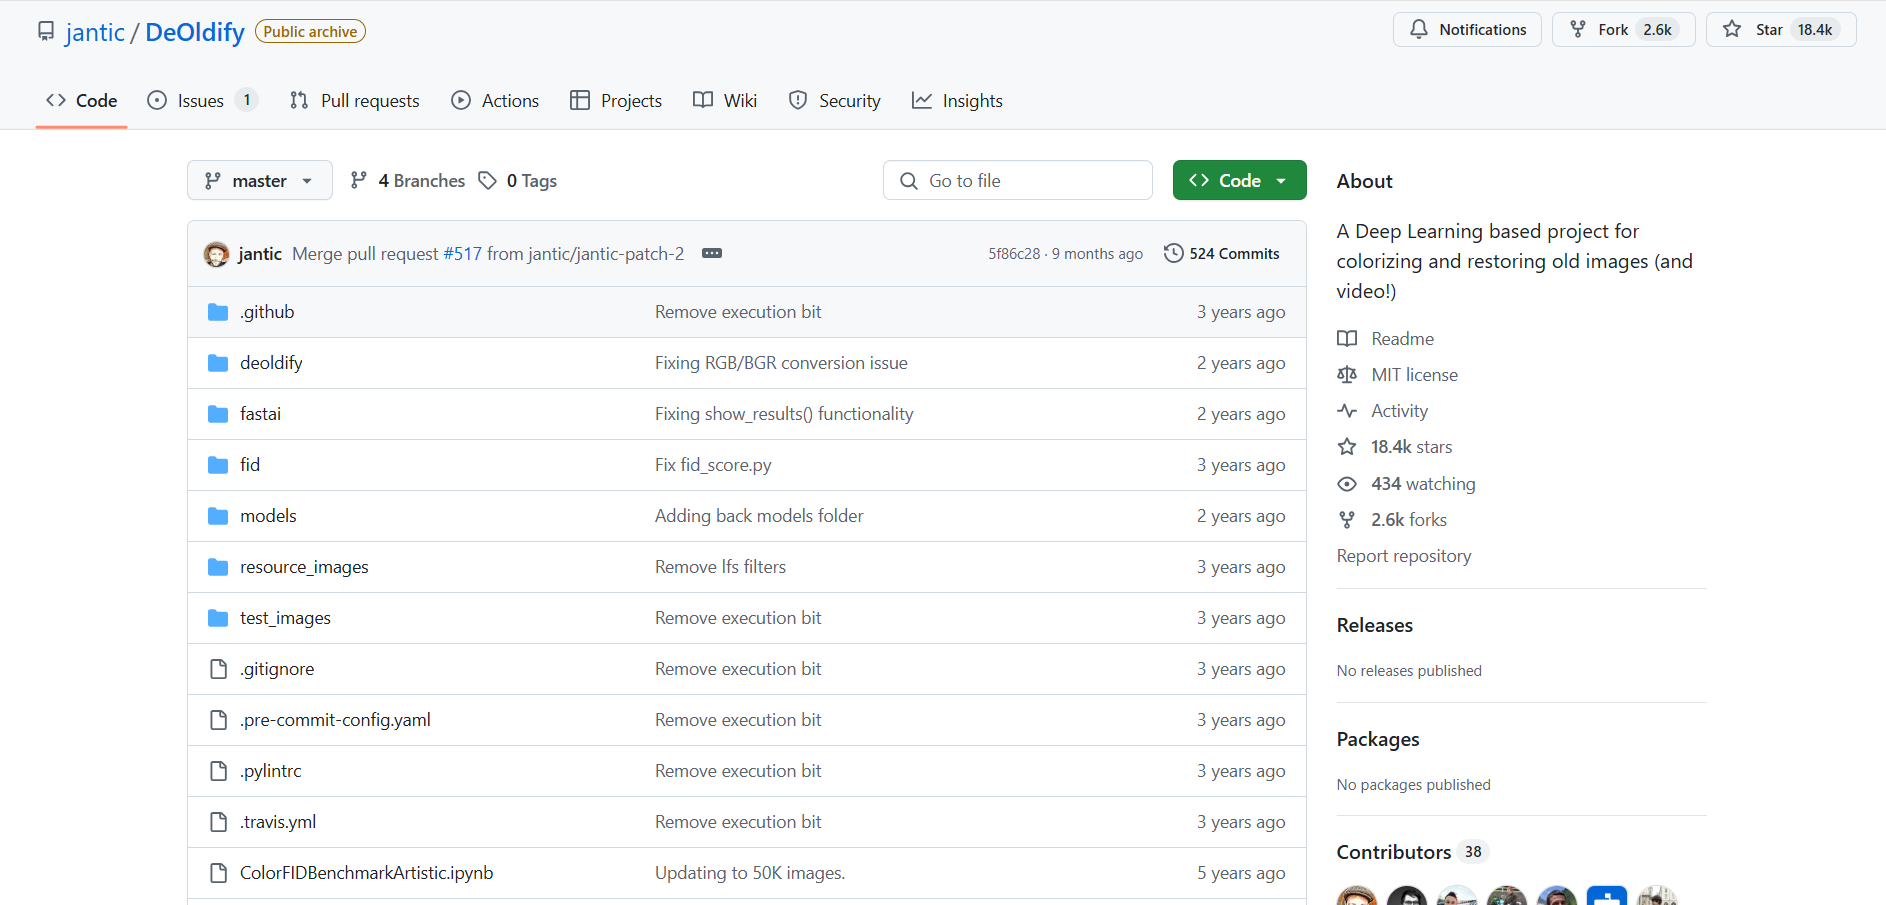 jantic / DeOldify Public archive
Notifications Fork 2.6k Star 18.4k
Code Issues 1 Pull requests Actions Projects Wiki Security Insights
master 4 Branches 0 Tags Go to file Code
jantic Merge pull request #517 from jantic/jantic-patch-2 5f86c28 · 9 months ago 524 Commits
.github Remove execution bit 3 years ago
deoldify Fixing RGB/BGR conversion issue 2 years ago
fastai Fixing show_results() functionality 2 years ago
fid Fix fid_score.py 3 years ago
models Adding back models folder 2 years ago
resource_images Remove lfs filters 3 years ago
test_images Remove execution bit 3 years ago
.gitignore Remove execution bit 3 years ago
.pre-commit-config.yaml Remove execution bit 3 years ago
.pylintrc Remove execution bit 3 years ago
.travis.yml Remove execution bit 3 years ago
ColorFIDBenchmarkArtistic.ipynb Updating to 50K images. 5 years ago
About
A Deep Learning based project for
colorizing and restoring old images (and
video!)
Readme
MIT license
Activity
18.4k stars
434 watching
2.6k forks
Report repository
Releases
No releases published
Packages
No packages published
Contributors 38